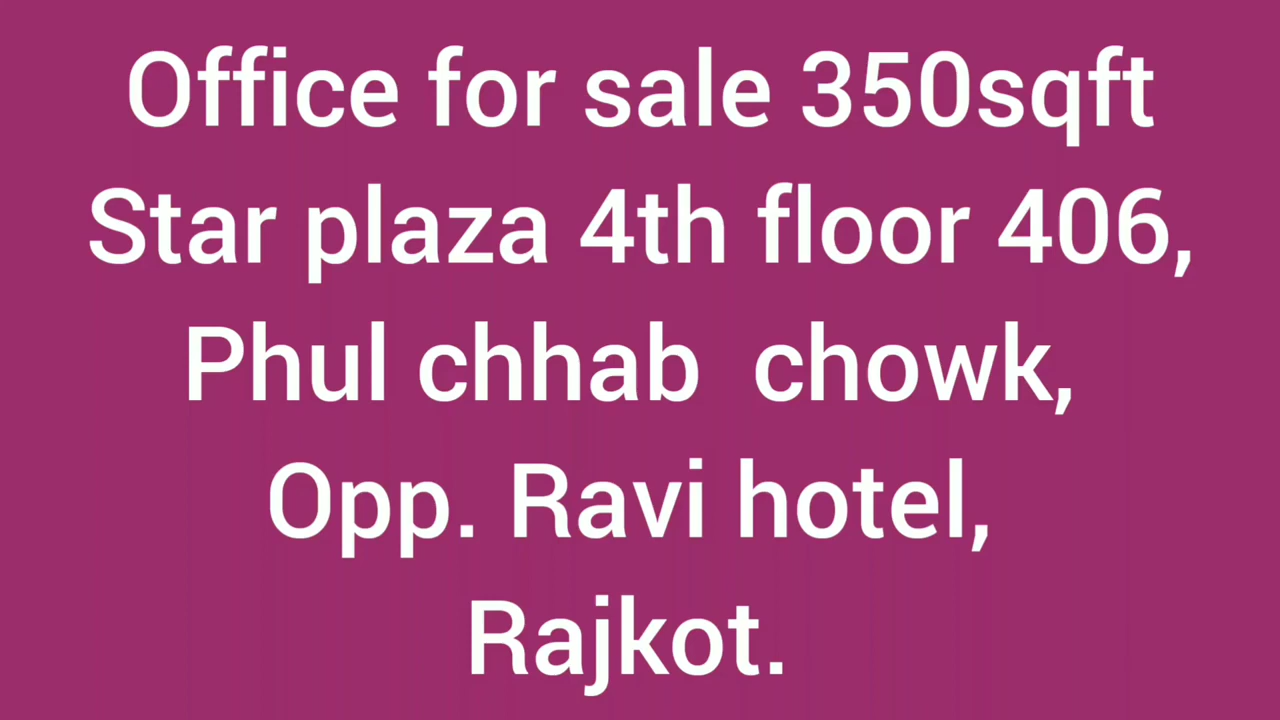 Office for sale 350sqft
Star plaza 4th floor 406,
Phul chhab  chowk,
Opp. Ravi hotel,
Rajkot.